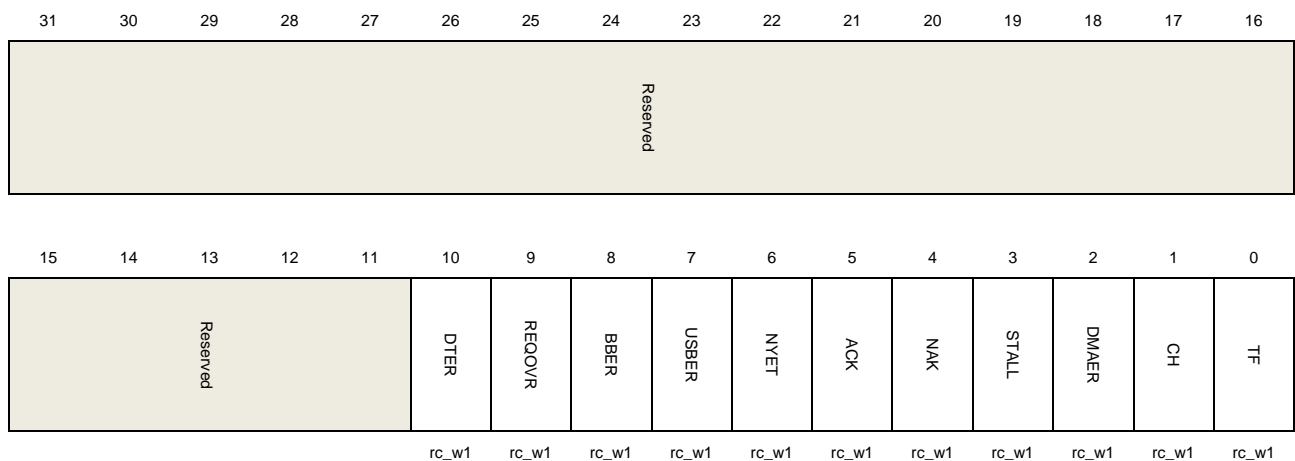 31 30 29 28 27 26 25 24 23 22 21 20 19 18 17 16
Reserved
15 14 13 12 11 10 9 8 7 6 5 4 3 2 1 0
Reserved DTER REQOVR BBER USBER NYET ACK NAK STALL DMAER CH TF
rc_w1 rc_w1 rc_w1 rc_w1 rc_w1 rc_w1 rc_w1 rc_w1 rc_w1 rc_w1 rc_w1